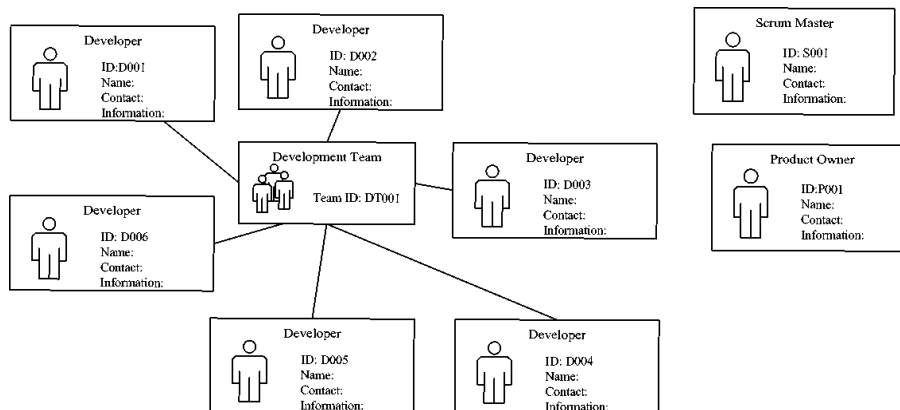 Developer
ID:D001
Name:
Contact:
Information:
Developer
ID: D002
Name:
Contact:
Information:
Scrum Master
ID: S001
Name:
Contact:
Information:
Development Team
Team ID: DT001
Developer
ID: D003
Name:
Contact:
Information:
Product Owner
ID:P001
Name:
Contact:
Information:
Developer
ID: D006
Name:
Contact:
Information:
Developer
ID: D005
Name:
Contact:
Information:
Developer
ID: D004
Name:
Contact:
Information: